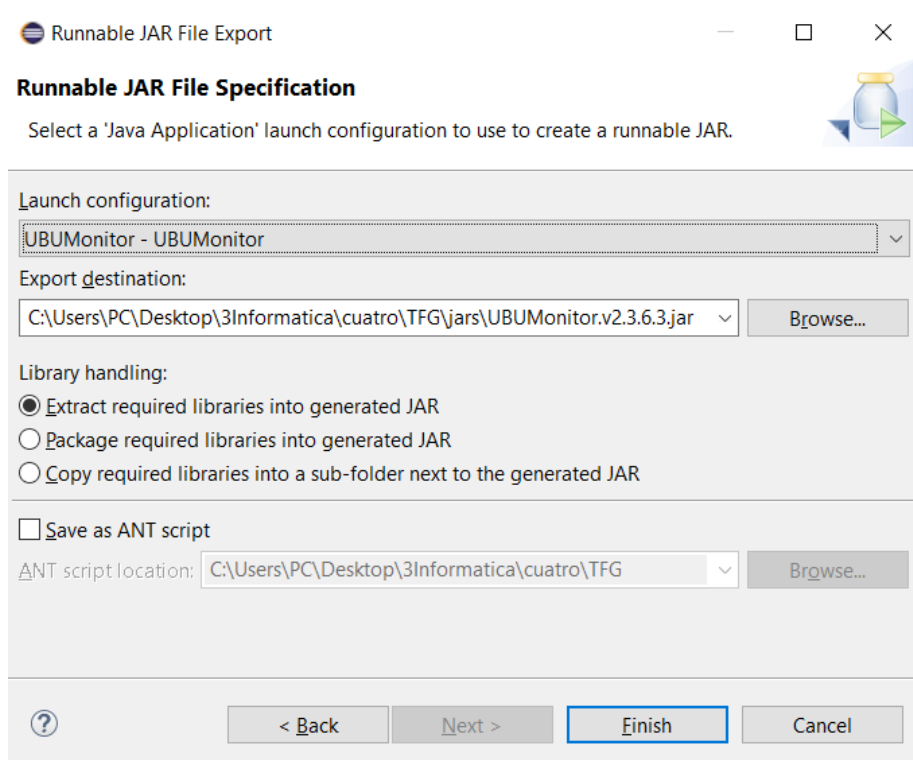 Runnable JAR File Export
Runnable JAR File Specification
Select a 'Java Application' launch configuration to use to create a runnable JAR.
Launch configuration:
UBUMonitor - UBUMonitor
Export destination:
C:\Users\PC\Desktop\3Informatica\cuatro\TFG\jars\UBUMonitor.v2.3.6.3.jar Browse...
Library handling:
Extract required libraries into generated JAR
Package required libraries into generated JAR
Copy required libraries into a sub-folder next to the generated JAR
Save as ANT script
ANT script location: C:\Users\PC\Desktop\3Informatica\cuatro\TFG Browse...
? < Back Next > Finish Cancel